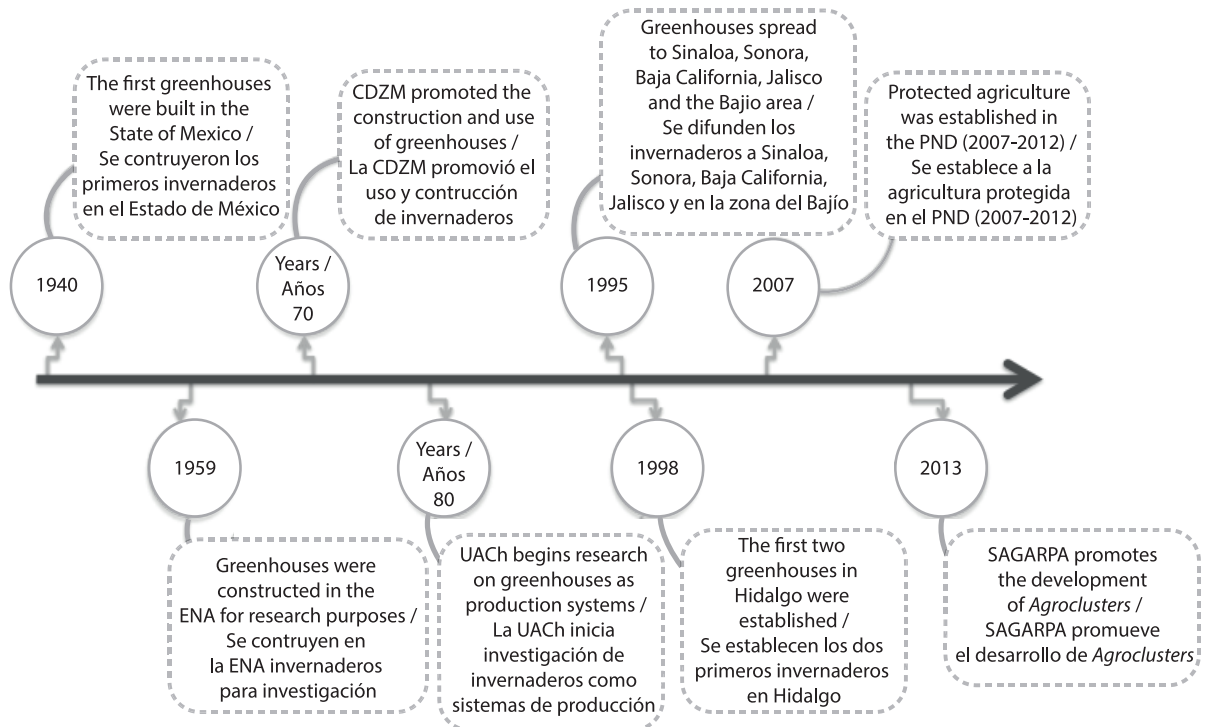 The first greenhouses
were built in the
State of Mexico /
Se contruyeron los
primeros invernaderos
en el Estado de México
1940
CDZM promoted the
construction and use
of greenhouses /
La CDZM promovió el
uso y contrucción
de invernaderos
Years /
Años
70
Greenhouses spread
to Sinaloa, Sonora,
Baja California, Jalisco
and the Bajio area /
Se difunden los
invernaderos a Sinaloa,
Sonora, Baja California,
Jalisco y en la zona del Bajío
1995
Protected agriculture
was established in
the PND (2007-2012) /
Se establece a la
agricultura protegida
en el PND (2007-2012)
2007
1959
Greenhouses were
constructed in the
ENA for research purposes /
Se contruyen en
la ENA invernaderos
para investigación
Years /
Años
80
UACh begins research
on greenhouses as
production systems /
La UACh inicia
investigación de
invernaderos como
sistemas de producción
1998
The first two
greenhouses in
Hidalgo were
established /
Se establecen los dos
primeros invernaderos
en Hidalgo
2013
SAGARPA promotes
the development
of Agroclusters /
SAGARPA promueve
el desarrollo de Agroclusters